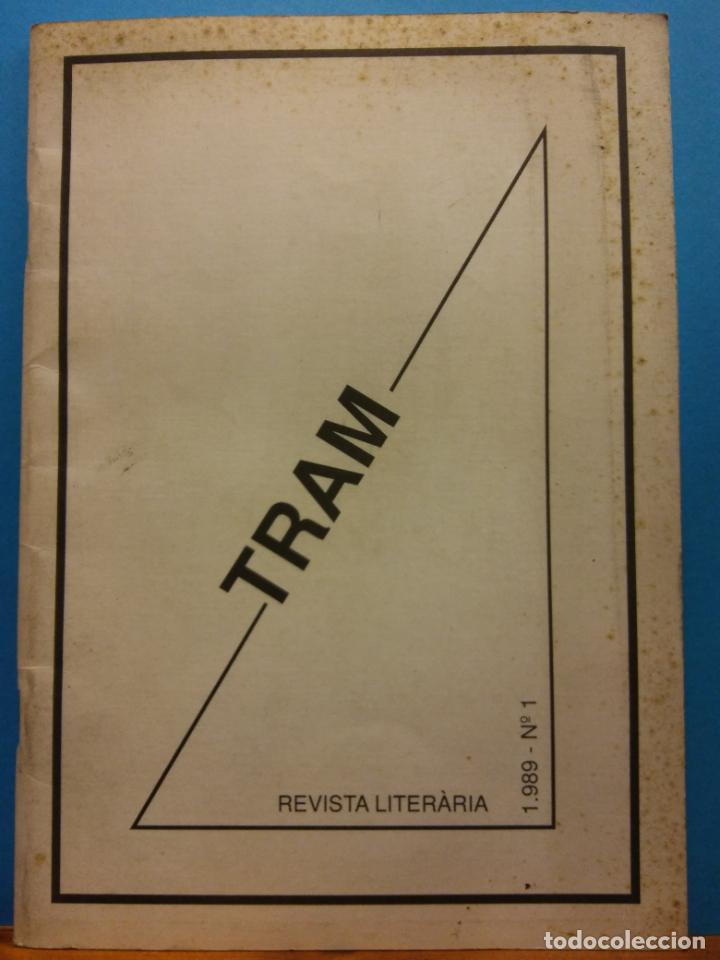 TRAM
REVISTA LITERÀRIA
1.989 - Nº 1
todocoleccion